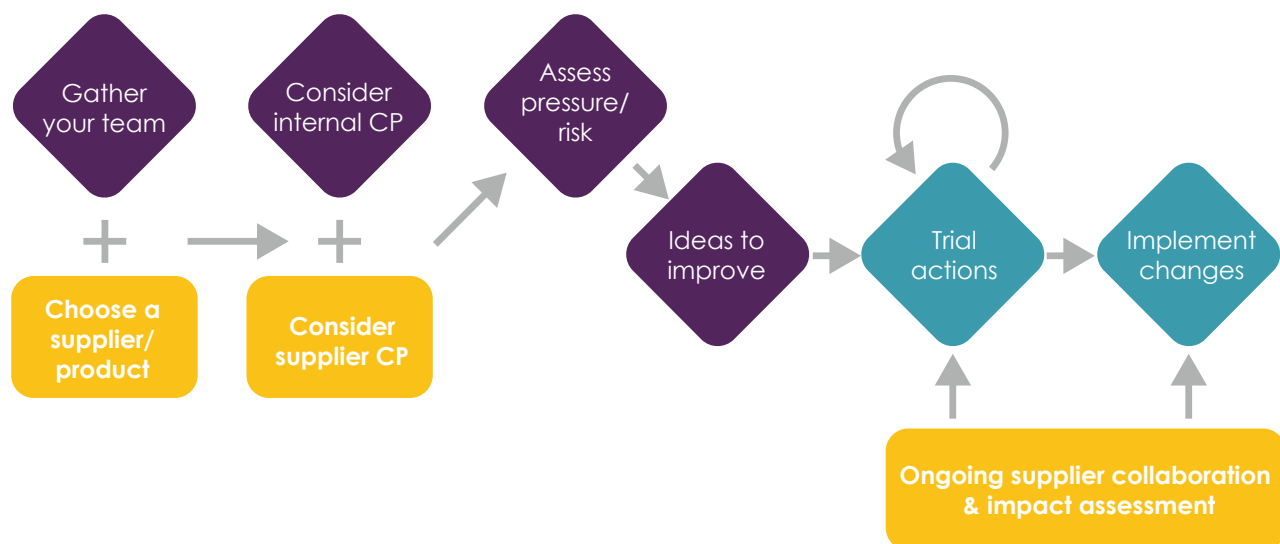 Gather
your team
Consider
internal CP
Assess
pressure/
risk
Ideas to
improve
Trial
actions
Implement
changes
Choose a
supplier/
product
Consider
supplier CP
Ongoing supplier collaboration
& impact assessment